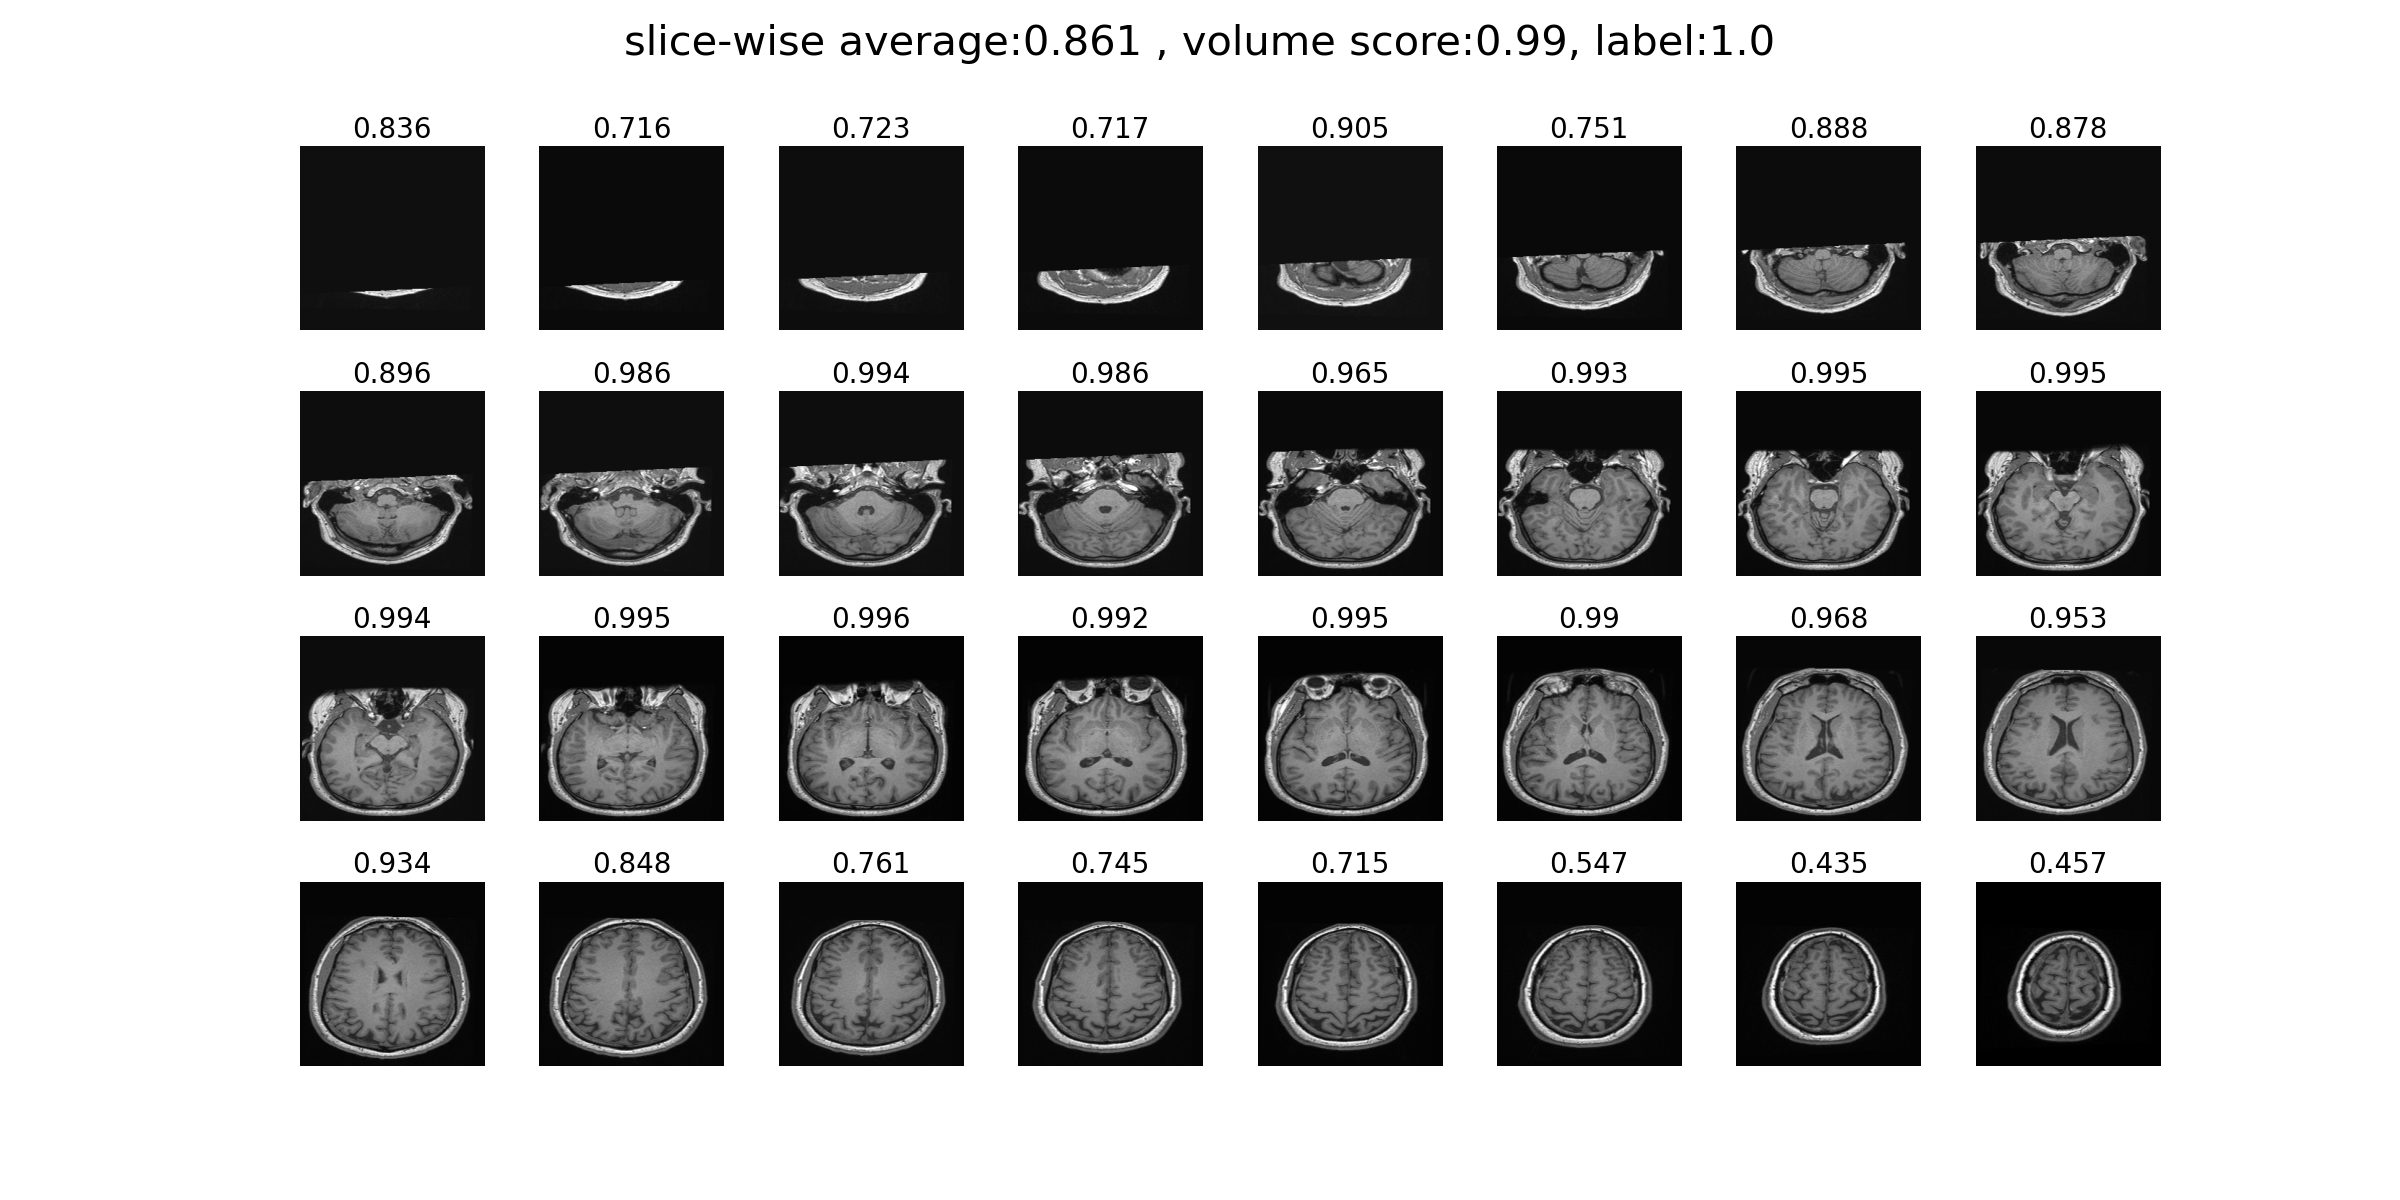 slice-wise average:0.861 , volume score:0.99, label:1.0
0.836 0.716 0.723 0.717 0.905 0.751 0.888 0.878
0.896 0.986 0.994 0.986 0.965 0.993 0.995 0.995
0.994 0.995 0.996 0.992 0.995 0.99 0.968 0.953
0.934 0.848 0.761 0.745 0.715 0.547 0.435 0.457